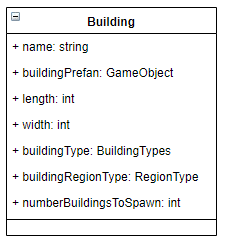 Building
+ name: string
+ buildingPrefan: GameObject
+ length: int
+ width: int
+ buildingType: BuildingTypes
+ buildingRegionType: RegionType
+ numberBuildingsToSpawn: int